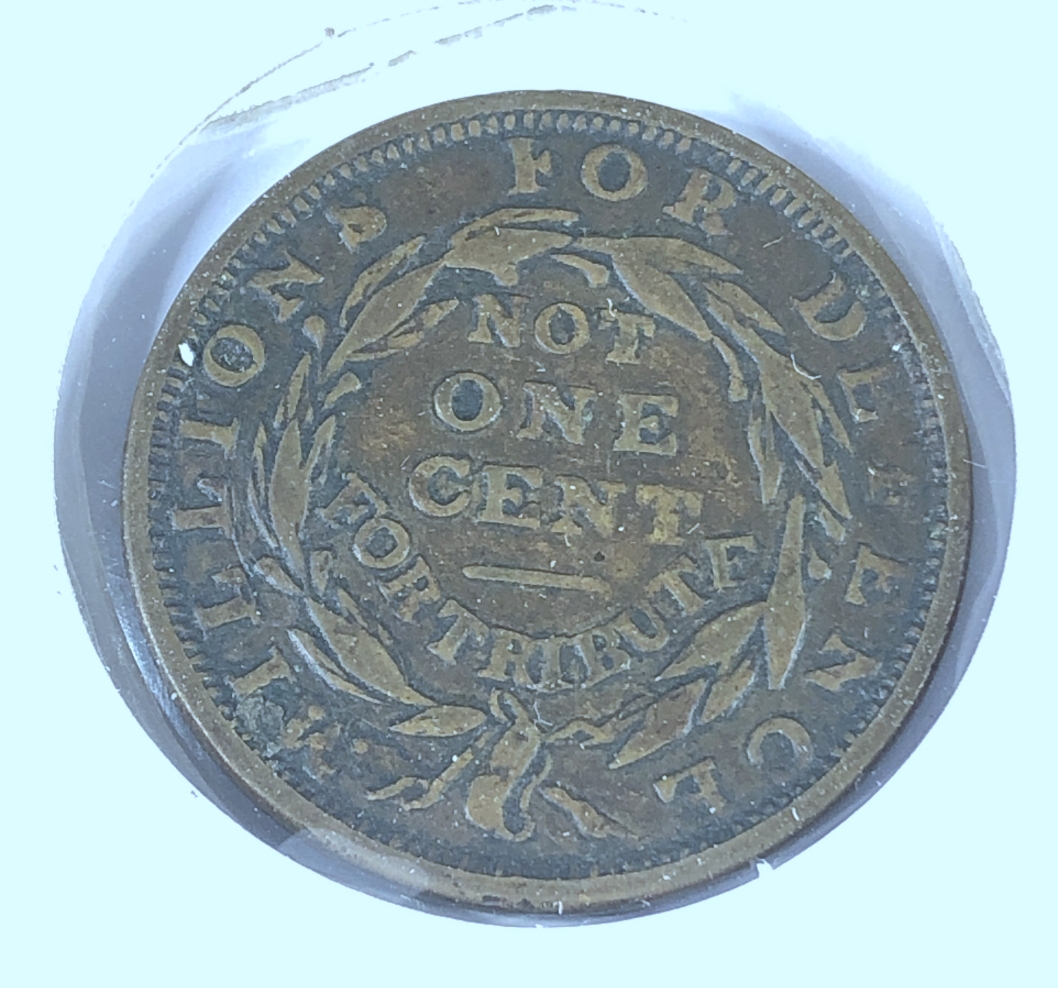 MILLIONS FOR DEFENCE
NOT
ONE
CENT
FOR TRIBUTE